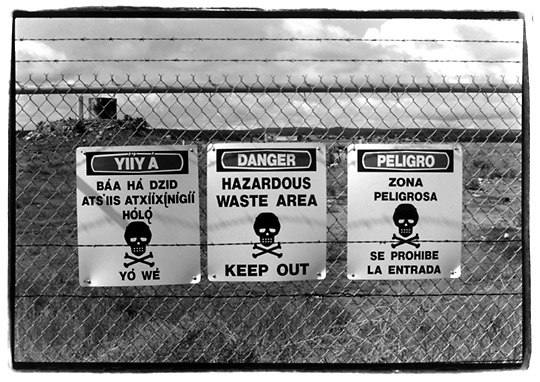 YIIY A
BÁA HÁ DZID
ATS'IIS ATXÍÍX(NÍGÍÍ
HÓLǪ́
YÓ WÉ
DANGER
HAZARDOUS
WASTE AREA
KEEP OUT
PELIGRO
ZONA
PELIGROSA
SE PROHIBE
LA ENTRADA